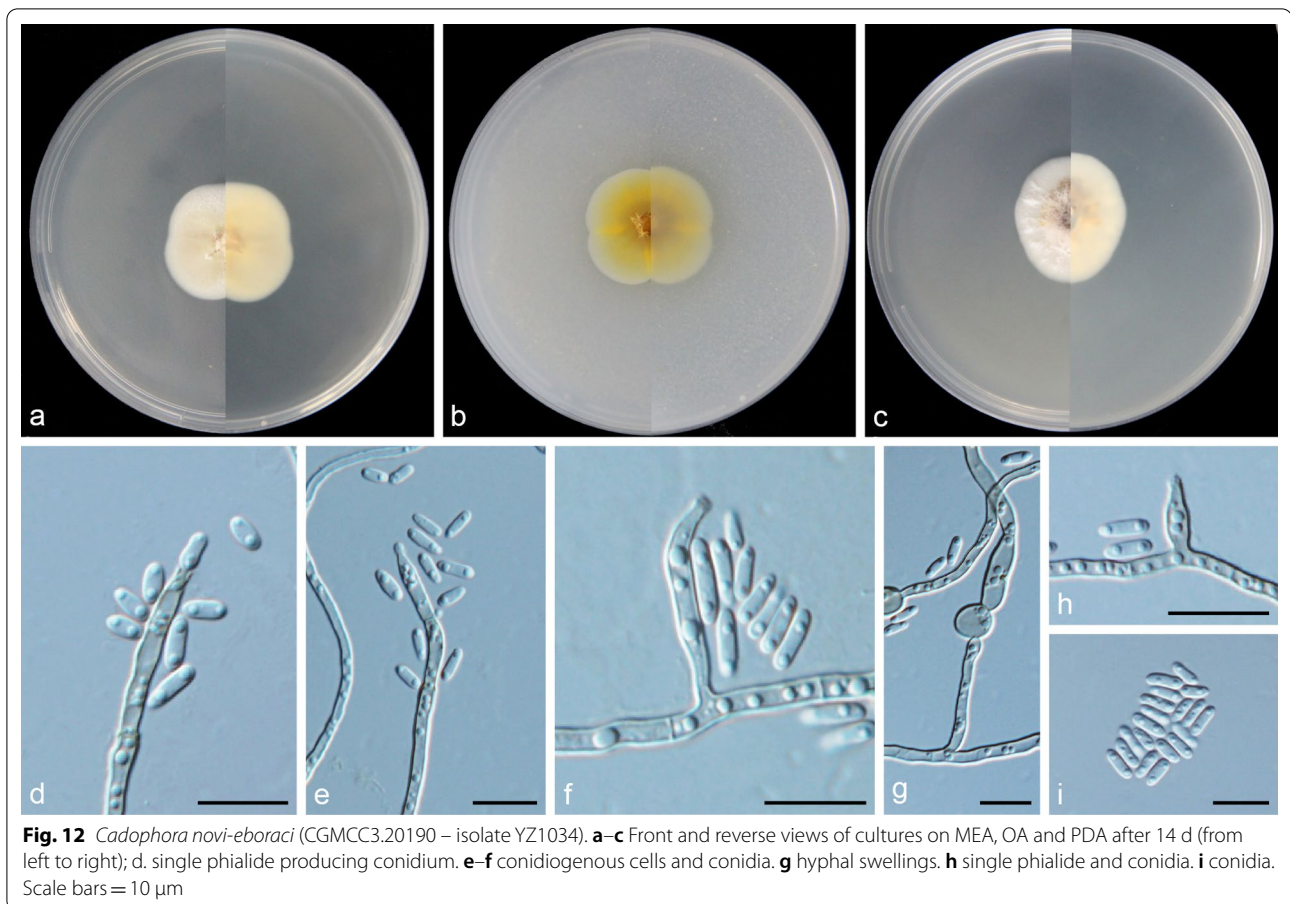 a
b
c
d
e
f
g
h
i
Fig. 12 Cadophora novi-eboraci (CGMCC3.20190 – isolate YZ1034). a–c Front and reverse views of cultures on MEA, OA and PDA after 14 d (from
left to right); d. single phialide producing conidium. e–f conidiogenous cells and conidia. g hyphal swellings. h single phialide and conidia. i conidia.
Scale bars = 10 µm